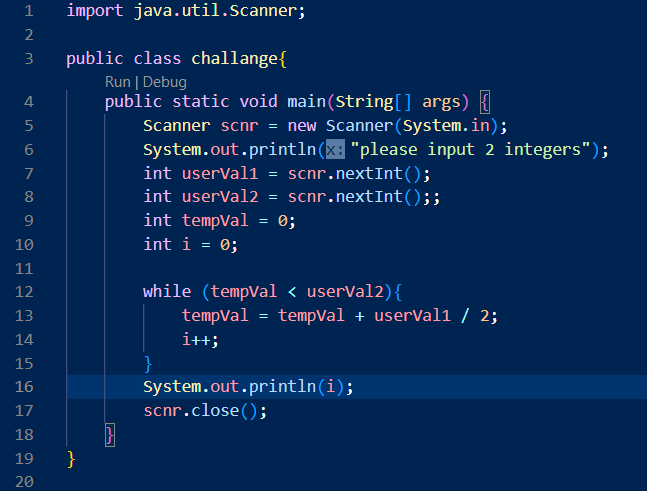 1 import java.util.Scanner;
2
3 public class challange{
Run | Debug
4 public static void main(String[] args) {
5 Scanner scnr = new Scanner(System.in);
6 System.out.println(x: "please input 2 integers");
7 int userVal1 = scnr.nextInt();
8 int userVal2 = scnr.nextInt();;
9 int tempVal = 0;
10 int i = 0;
11
12 while (tempVal < userVal2){
13 tempVal = tempVal + userVal1 / 2;
14 i++;
15 }
16 System.out.println(i);
17 scnr.close();
18 }
19 }
20